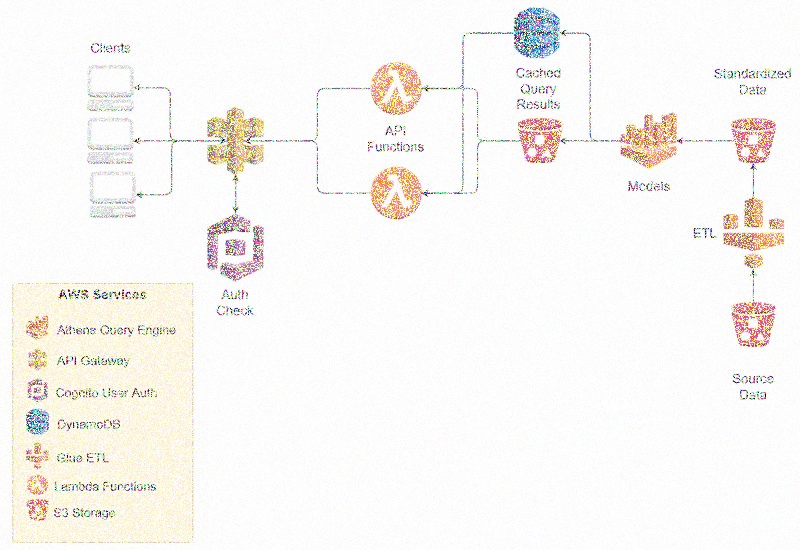 Clients
Cached
Query
Results
Standardized
Data
API
Functions
Models
ETL
Auth
Check
Source
Data
AWS Services
Athena Query Engine
API Gateway
Cognito User Auth
DynamoDB
Glue ETL
Lambda Functions
S3 Storage